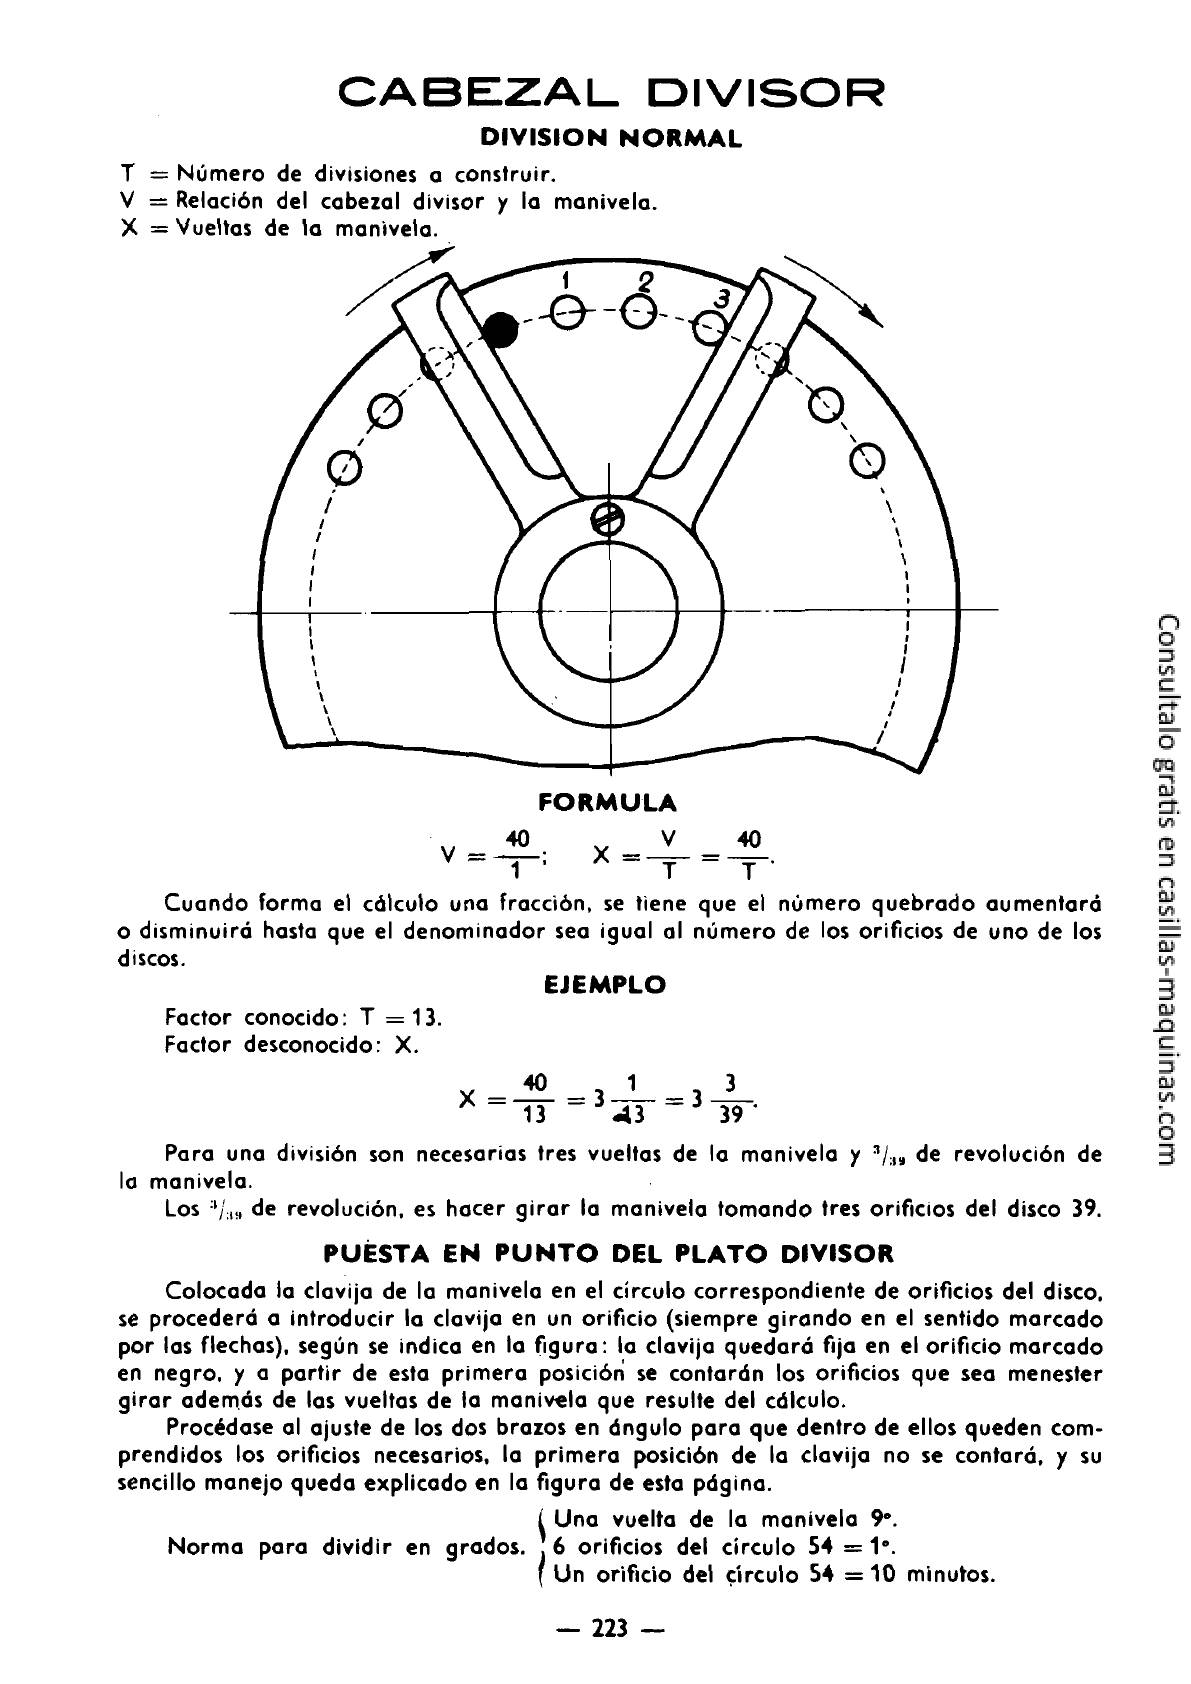 CABEZAL DIVISOR
DIVISION NORMAL
T = Número de divisiones a construir.
V = Relación del cabezal divisor y la manivela.
X = Vueltas de la manivela.
1 2 3
FORMULA
V = 40/1; X = V/T = 40/T.
Cuando forma el cálculo una fracción, se tiene que el número quebrado aumentará
o disminuirá hasta que el denominador sea igual al número de los orificios de uno de los
discos.
EJEMPLO
Factor conocido: T = 13.
Factor desconocido: X.
X = 40/13 = 3 1/13 = 3 3/39.
Para una división son necesarias tres vueltas de la manivela y 3/39 de revolución de
la manivela.
Los 3/39 de revolución, es hacer girar la manivela tomando tres orificios del disco 39.
PUESTA EN PUNTO DEL PLATO DIVISOR
Colocada la clavija de la manivela en el círculo correspondiente de orificios del disco,
se procederá a introducir la clavija en un orificio (siempre girando en el sentido marcado
por las flechas), según se indica en la figura: la clavija quedará fija en el orificio marcado
en negro, y a partir de esta primera posición se contarán los orificios que sea menester
girar además de las vueltas de la manivela que resulte del cálculo.
Procédase al ajuste de los dos brazos en ángulo para que dentro de ellos queden com-
prendidos los orificios necesarios, la primera posición de la clavija no se contará, y su
sencillo manejo queda explicado en la figura de esta página.
Una vuelta de la manivela 9°.
Norma para dividir en grados. 6 orificios del círculo 54 = 1°.
Un orificio del círculo 54 = 10 minutos.
— 223 —
Consultalo gratis en casillas-maquinas.com